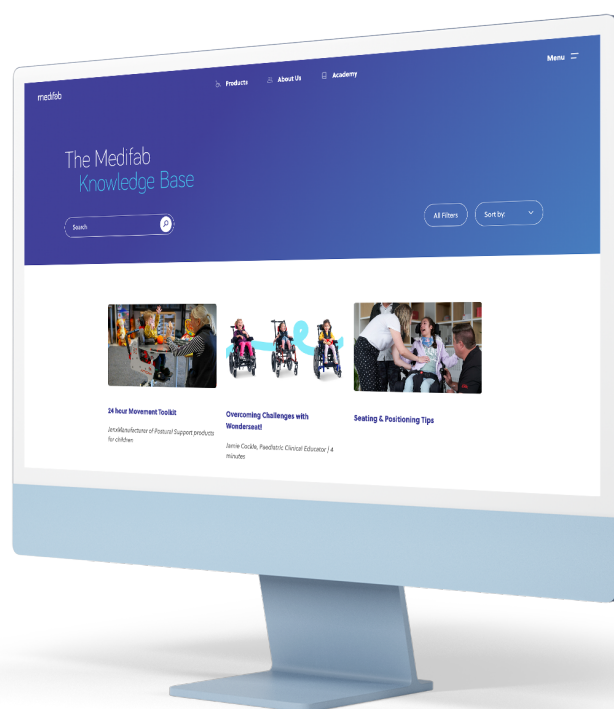 medifab
Products
About Us
Academy
Menu
The Medifab
Knowledge Base
Search
All Filters
Sort by:
24 hour Movement Toolkit
JenxManufacturer of Postural Support products
for children
Overcoming Challenges with
Wonderseat!
Jamie Cockle, Paediatric Clinical Educator | 4
minutes
Seating & Positioning Tips